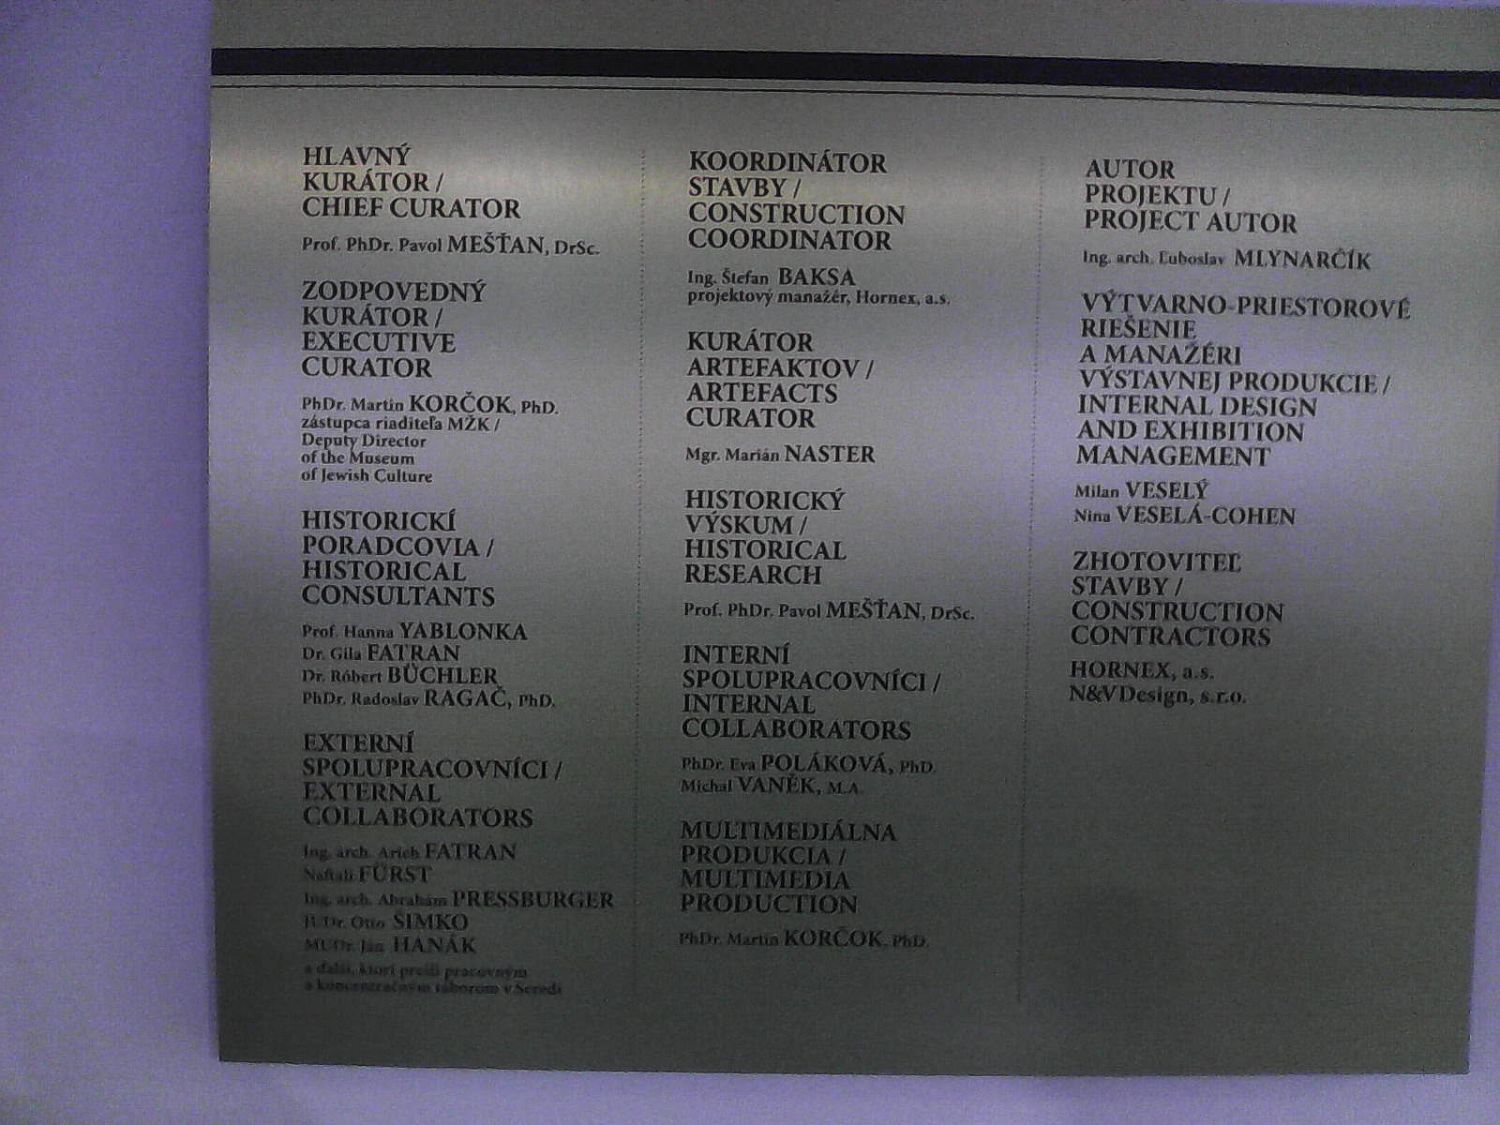 HLAVNÝ
KURÁTOR /
CHIEF CURATOR
Prof. PhDr. Pavol MEŠŤAN, DrSc.
ZODPOVEDNÝ
KURÁTOR /
EXECUTIVE
CURATOR
PhDr. Martin KORČOK, PhD.
zástupca riaditeľa MŽK /
Deputy Director
of the Museum
of Jewish Culture
HISTORICKÍ
PORADCOVIA /
HISTORICAL
CONSULTANTS
Prof. Hanna YABLONKA
Dr. Gila FATRAN
Dr. Róbert BÜCHLER
PhDr. Radoslav RAGAČ, PhD.
EXTERNÍ
SPOLUPRACOVNÍCI /
EXTERNAL
COLLABORATORS
Ing. arch. Arieh FATRAN
Naftali FÜRST
Ing. arch. Abrahám PRESSBURGER
JUDr. Otto ŠIMKO
MUDr. Ján HANÁK
a ďalší, ktorí prešli pracovným
a koncentračným táborom v Seredi
KOORDINÁTOR
STAVBY /
CONSTRUCTION
COORDINATOR
Ing. Štefan BAKSA
projektový manažér, Hornex, a.s.
KURÁTOR
ARTEFAKTOV /
ARTEFACTS
CURATOR
Mgr. Marián NASTER
HISTORICKÝ
VÝSKUM /
HISTORICAL
RESEARCH
Prof. PhDr. Pavol MEŠŤAN, DrSc.
INTERNÍ
SPOLUPRACOVNÍCI /
INTERNAL
COLLABORATORS
PhDr. Eva POLÁKOVÁ, PhD.
Michal VANĚK, M.A.
MULTIMEDIÁLNA
PRODUKCIA /
MULTIMEDIA
PRODUCTION
PhDr. Martin KORČOK, PhD.
AUTOR
PROJEKTU /
PROJECT AUTOR
Ing. arch. Ľuboslav MLYNARČÍK
VÝTVARNO-PRIESTOROVÉ
RIEŠENIE
A MANAŽÉRI
VÝSTAVNEJ PRODUKCIE /
INTERNAL DESIGN
AND EXHIBITION
MANAGEMENT
Milan VESELÝ
Nina VESELÁ-COHEN
ZHOTOVITEĽ
STAVBY /
CONSTRUCTION
CONTRACTORS
HORNEX, a.s.
N&VDesign, s.r.o.